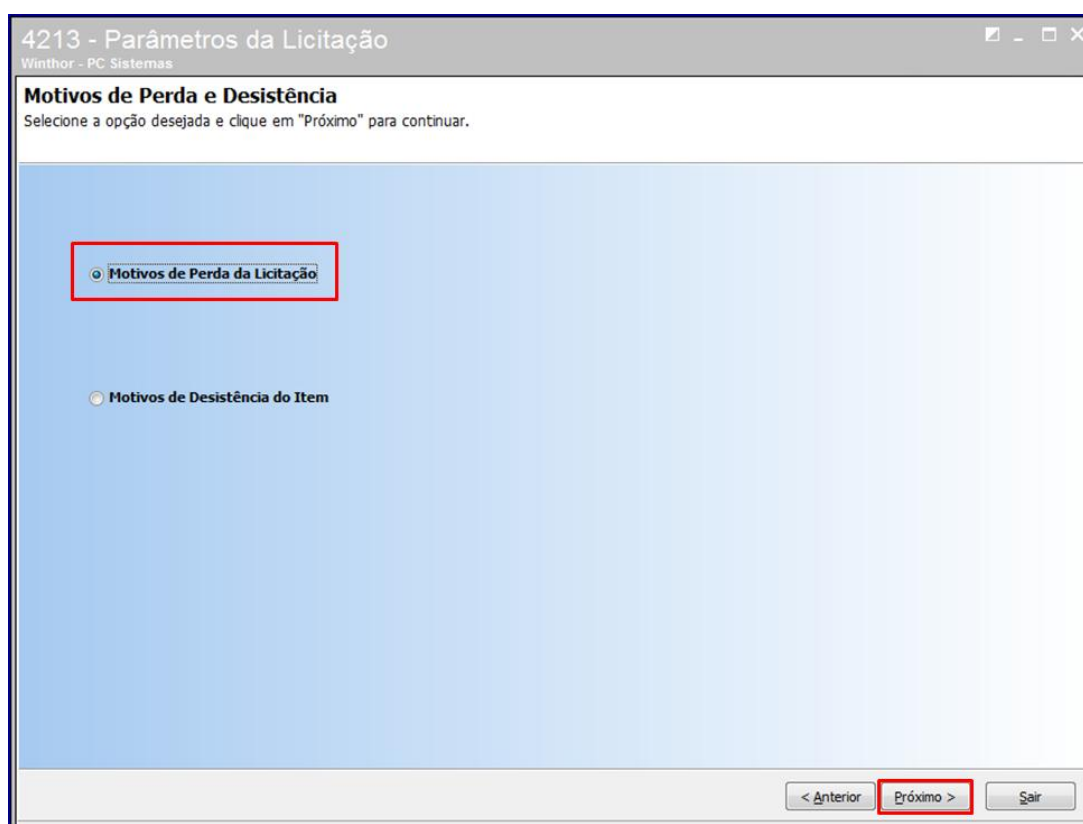 4213 - Parâmetros da Licitação
Winthor - PC Sistemas
Motivos de Perda e Desistência
Selecione a opção desejada e clique em "Próximo" para continuar.
Motivos de Perda da Licitação
Motivos de Desistência do Item
< Anterior Próximo > Sair